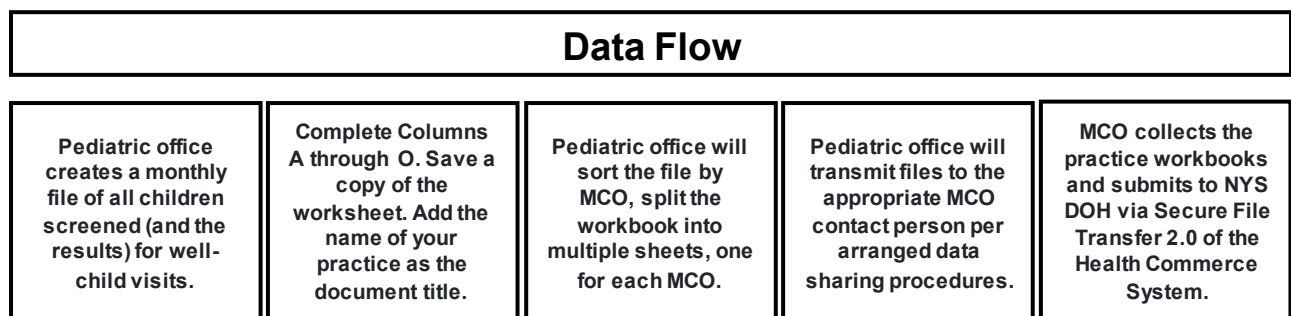 Data Flow
Pediatric office
creates a monthly
file of all children
screened (and the
results) for well-
child visits.
Complete Columns
A through O. Save a
copy of the
worksheet. Add the
name of your
practice as the
document title.
Pediatric office will
sort the file by
MCO, split the
workbook into
multiple sheets, one
for each MCO.
Pediatric office will
transmit files to the
appropriate MCO
contact person per
arranged data
sharing procedures.
MCO collects the
practice workbooks
and submits to NYS
DOH via Secure File
Transfer 2.0 of the
Health Commerce
System.